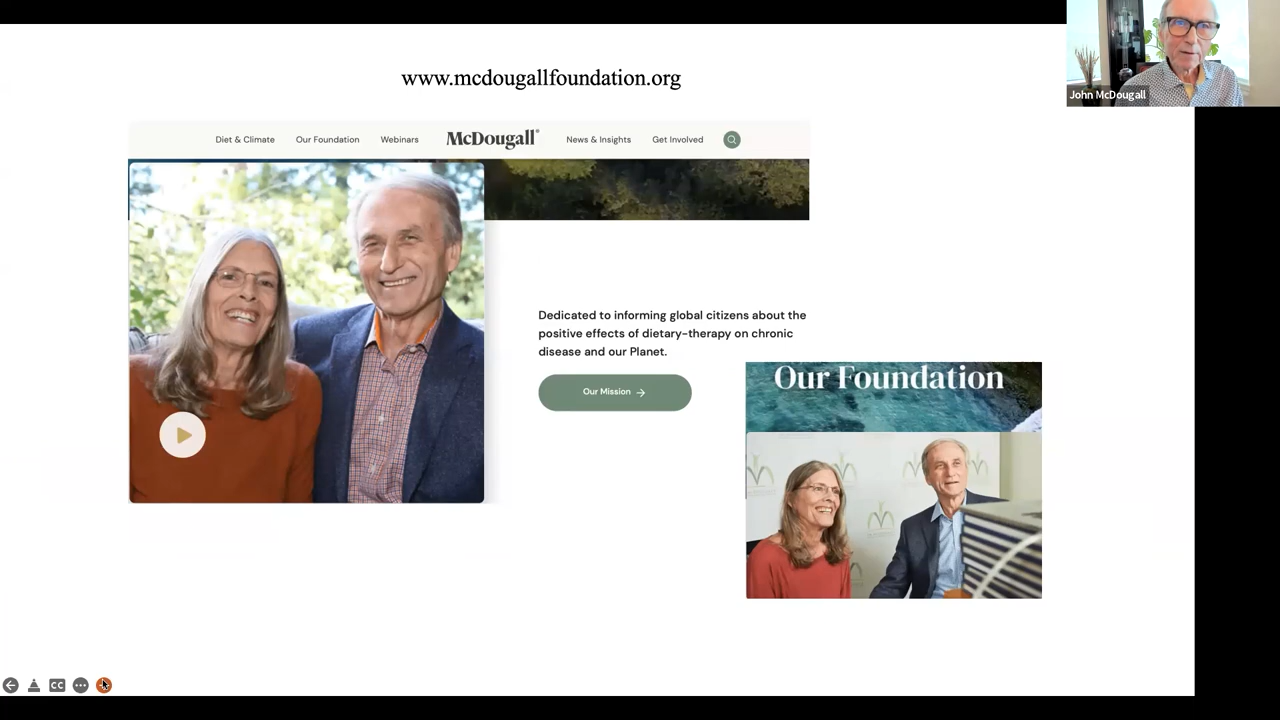 www.mcdougallfoundation.org
John McDougall
Diet & Climate Our Foundation Webinars McDougall® News & Insights Get Involved
Dedicated to informing global citizens about the
positive effects of dietary-therapy on chronic
disease and our Planet.
Our Mission →
Our Foundation
CC